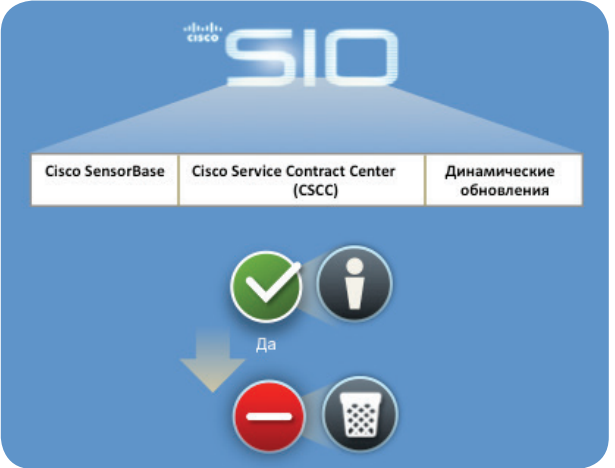 cisco
SIO
Cisco SensorBase
Cisco Service Contract Center
(CSCC)
Динамические
обновления
Да